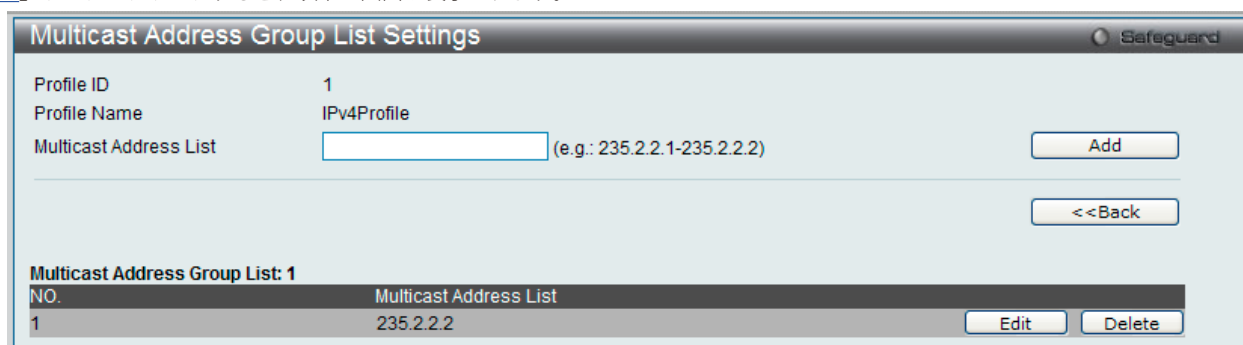 Multicast Address Group List Settings
Safeguard
Profile ID 1
Profile Name IPv4Profile
Multicast Address List (e.g.: 235.2.2.1-235.2.2.2) Add
<<Back
Multicast Address Group List: 1
NO. Multicast Address List
1 235.2.2.2 Edit Delete